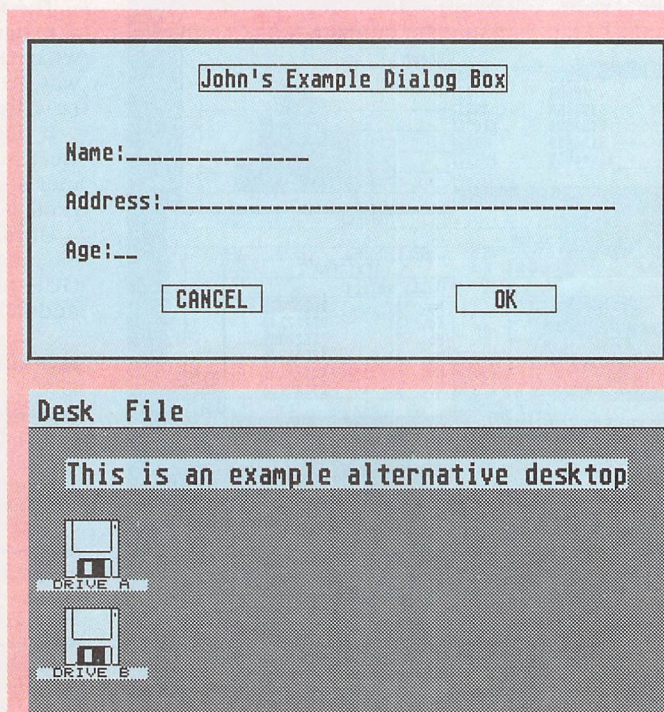 John's Example Dialog Box
Name:_______________
Address:_____________________________________
Age:__
CANCEL OK
Desk File
This is an example alternative desktop
DRIVE A
DRIVE B